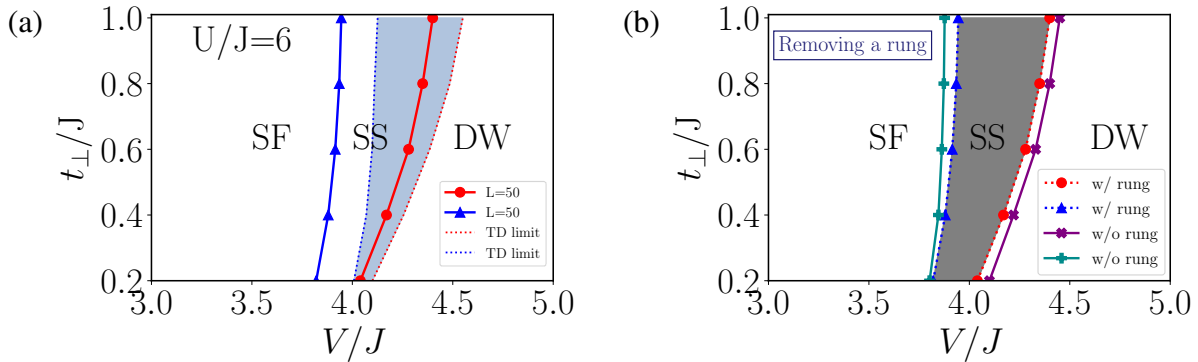 (a)
U/J=6
1.0
0.8
0.6
0.4
0.2
t⊥/J
SF
SS
DW
L=50
L=50
TD limit
TD limit
3.0
3.5
4.0
4.5
5.0
V/J
(b)
Removing a rung
1.0
0.8
0.6
0.4
0.2
t⊥/J
SF
SS
DW
w/ rung
w/ rung
w/o rung
w/o rung
3.0
3.5
4.0
4.5
5.0
V/J